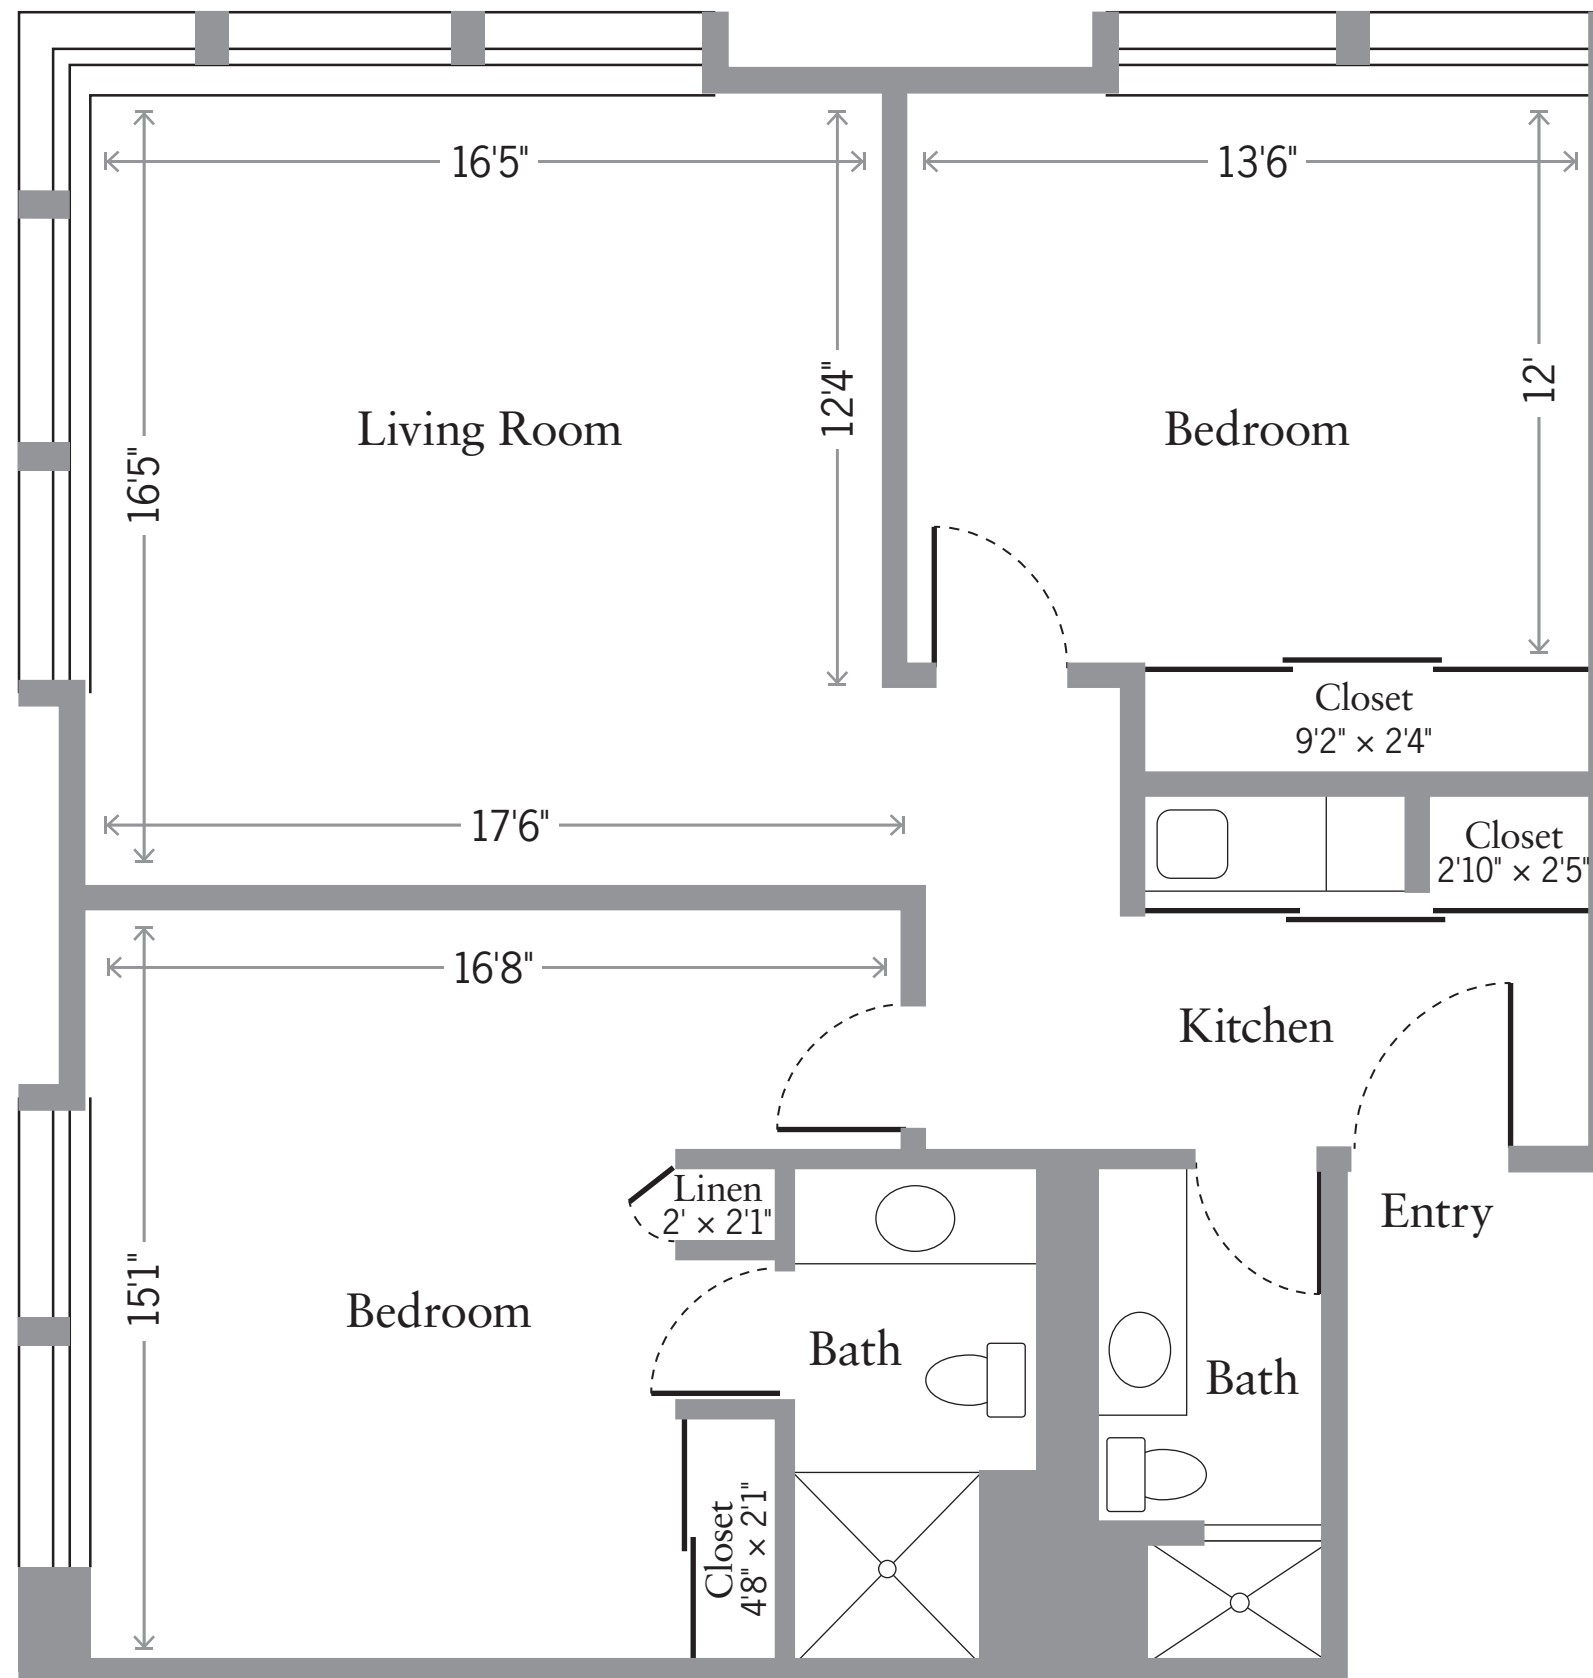 16'5"
13'6"
Living Room
16'5"
12'4"
Bedroom
12'
Closet
9'2" × 2'4"
17'6"
Closet
2'10" × 2'5"
16'8"
Kitchen
Linen
2' × 2'1"
Entry
15'1"
Bedroom
Bath
Bath
Closet
4'8" × 2'1"